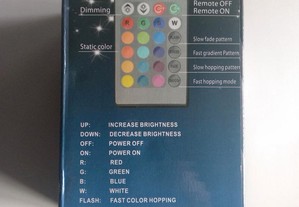 Remote OFF
Dimming
Remote ON
R G B W
Slow fade pattern
Static color
Fast gradient Pattern
Slow hopping pattern
Fast hopping mode
UP: INCREASE BRIGHTNESS
DOWN: DECREASE BRIGHTNESS
OFF: POWER OFF
ON: POWER ON
R: RED
G: GREEN
B: BLUE
W: WHITE
FLASH: FAST COLOR HOPPING